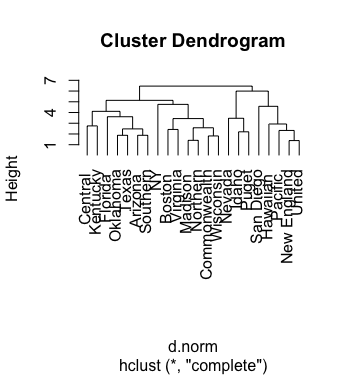 Cluster Dendrogram
Height
7
4
1
Central
Kentucky
Florida
Oklahoma
Texas
Arizona
Southern
NY
Boston
Virginia
Madison
Northern
Commonwealth
Wisconsin
Nevada
Idaho
Puget
San Diego
Hawaiian
Pacific
New England
United
d.norm
hclust (*, "complete")